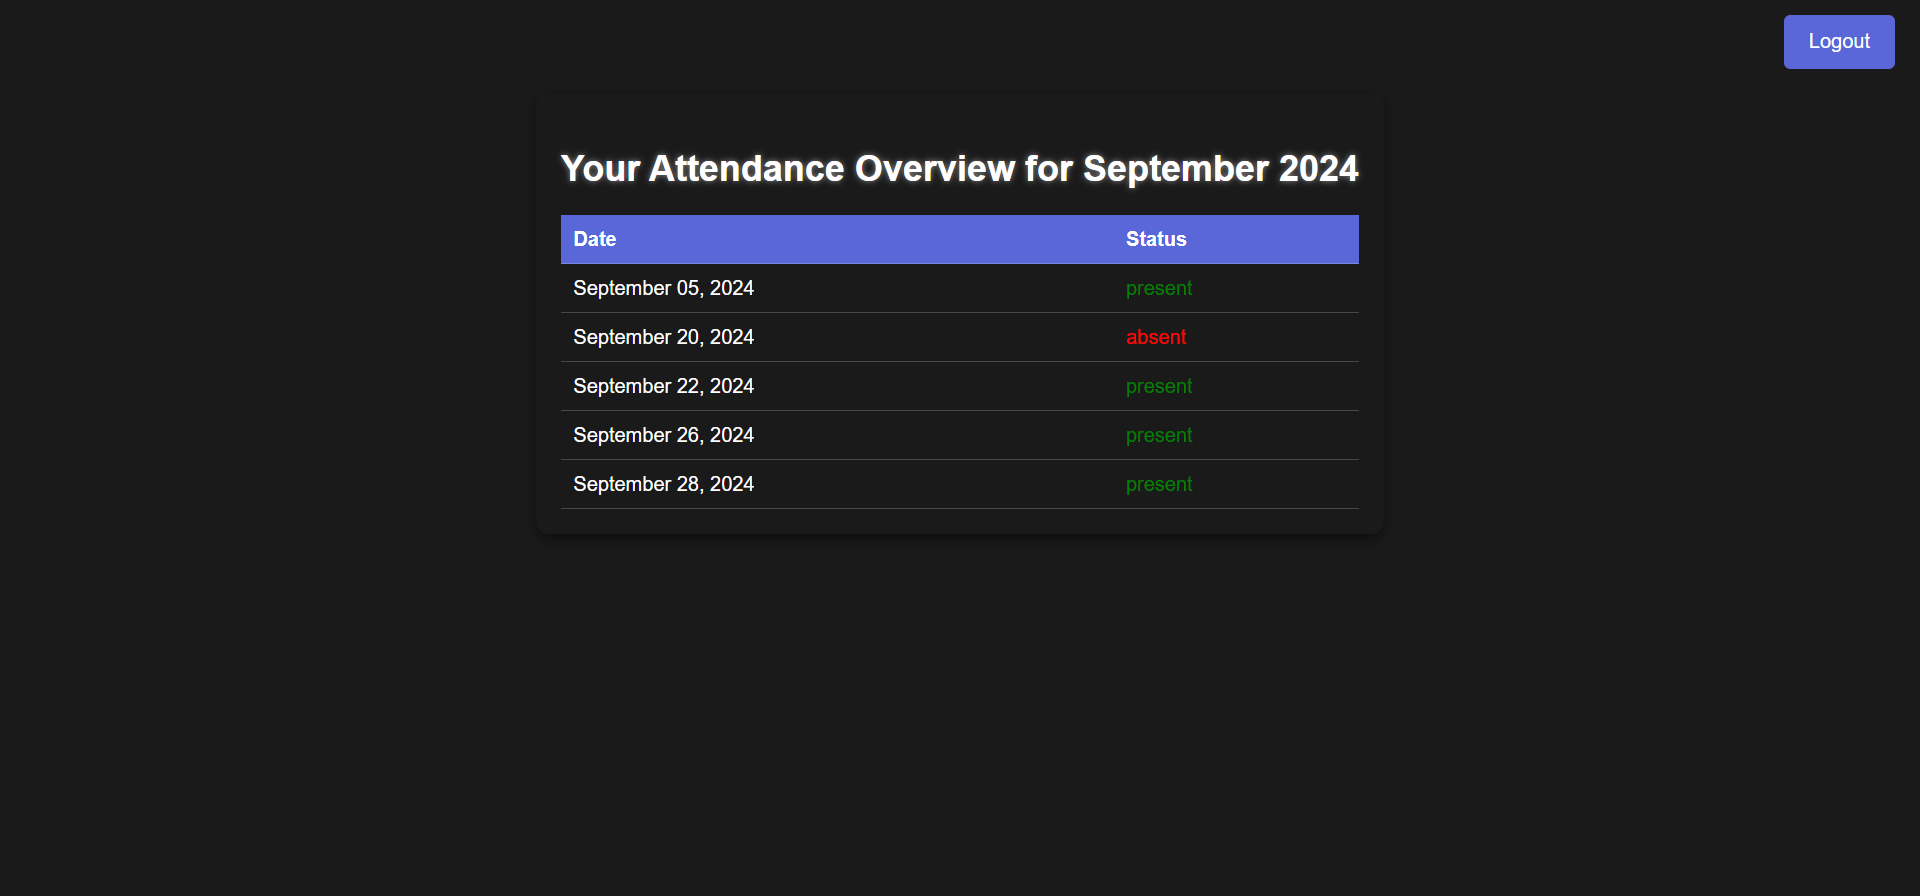 Logout
Your Attendance Overview for September 2024
Date Status
September 05, 2024 present
September 20, 2024 absent
September 22, 2024 present
September 26, 2024 present
September 28, 2024 present